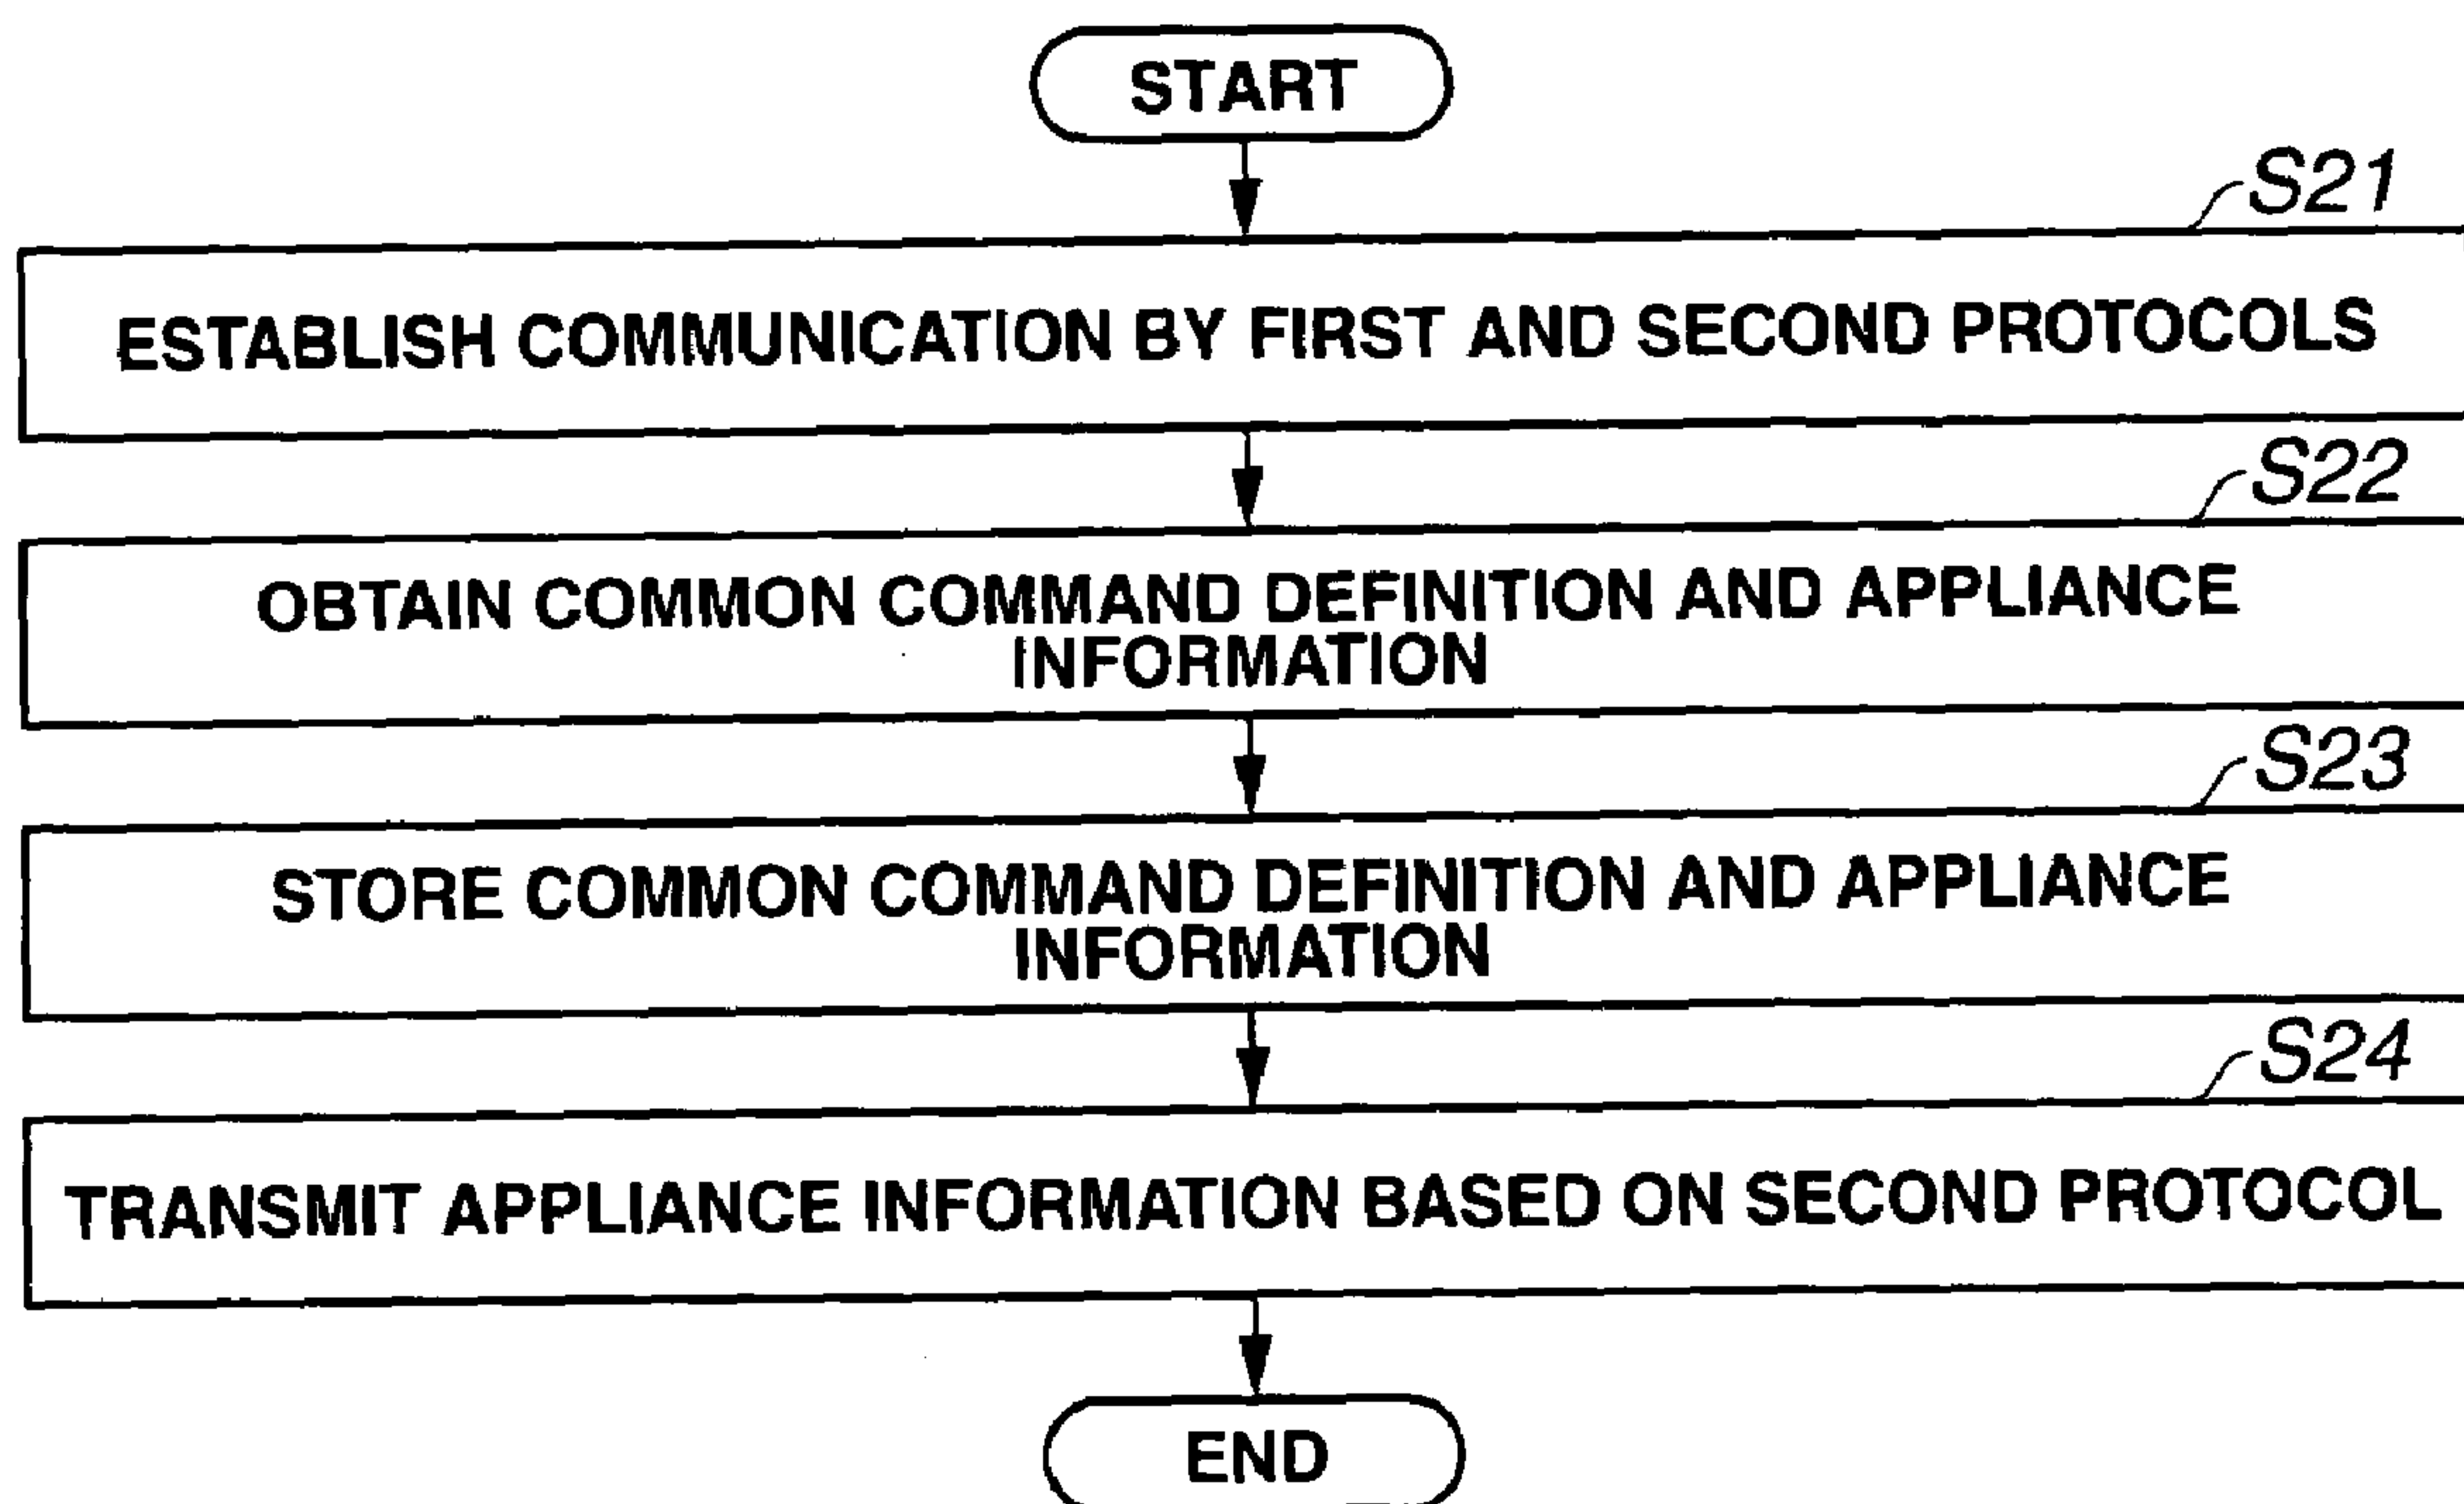 START
S21
ESTABLISH COMMUNICATION BY FIRST AND SECOND PROTOCOLS
S22
OBTAIN COMMON COMMAND DEFINITION AND APPLIANCE
INFORMATION
S23
STORE COMMON COMMAND DEFINITION AND APPLIANCE
INFORMATION
S24
TRANSMIT APPLIANCE INFORMATION BASED ON SECOND PROTOCOL
END